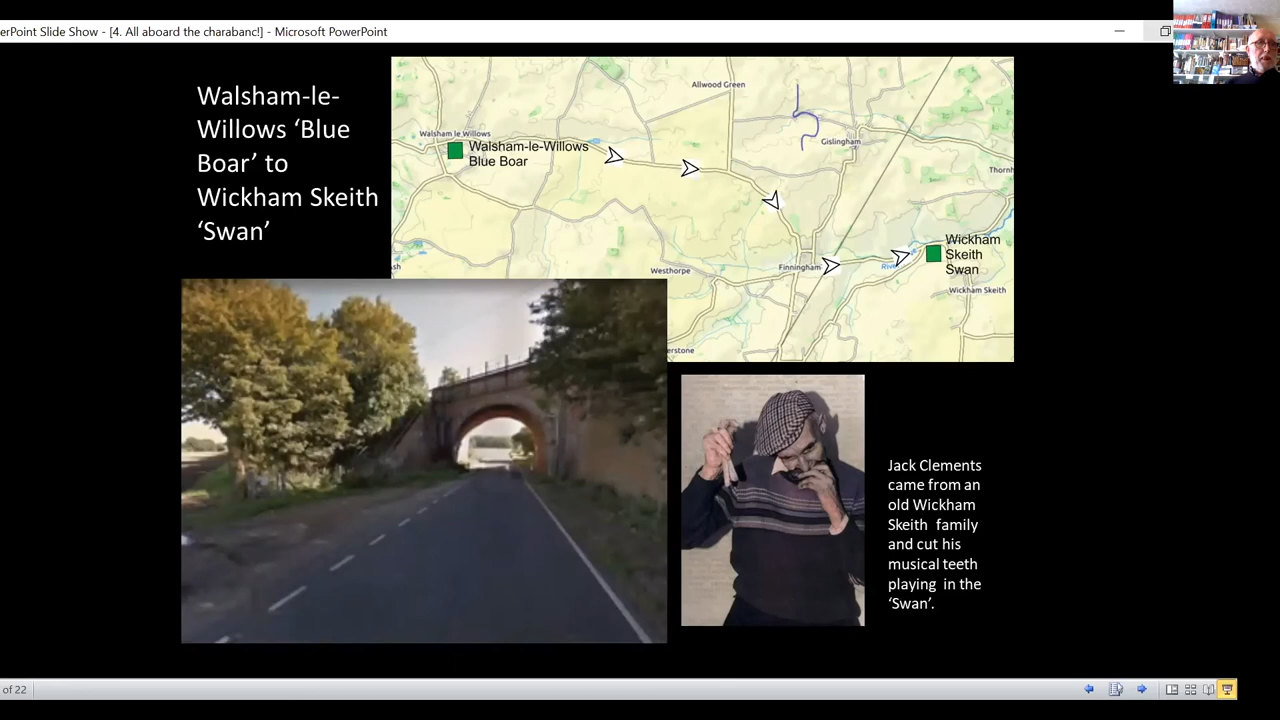 erPoint Slide Show - [4. All aboard the charabanc!] - Microsoft PowerPoint
Walsham-le-
Willows ‘Blue
Boar’ to
Wickham Skeith
‘Swan’
Allwood Green
Walsham le Willows
Walsham-le-Willows
Blue Boar
Gislingham
Thornh
Wickham
Skeith
Swan
Finningham
Westhorpe
River
Wickham Skeith
ash
erstone
Jack Clements
came from an
old Wickham
Skeith family
and cut his
musical teeth
playing in the
‘Swan’.
of 22